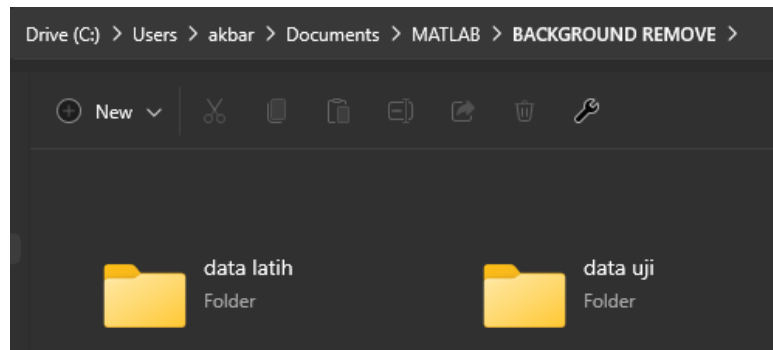 Drive (C:) > Users > akbar > Documents > MATLAB > BACKGROUND REMOVE >
New
data latih
Folder
data uji
Folder